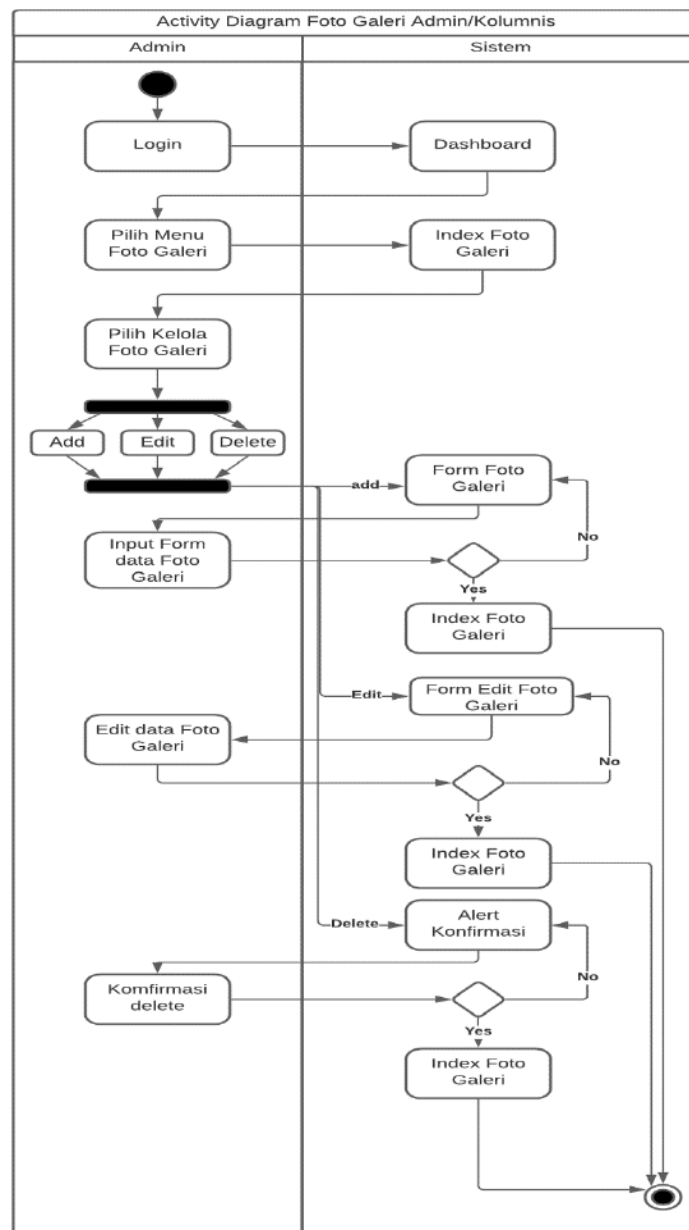 Activity Diagram Foto Galeri Admin/Kolumnis
Admin
Sistem
Login
Dashboard
Pilih Menu
Foto Galeri
Index Foto
Galeri
Pilih Kelola
Foto Galeri
Add
Edit
Delete
add
Form Foto
Galeri
No
Input Form
data Foto
Galeri
Yes
Index Foto
Galeri
Edit
Form Edit Foto
Galeri
Edit data Foto
Galeri
No
Yes
Index Foto
Galeri
Delete
Alert
Konfirmasi
No
Komfirmasi
delete
Yes
Index Foto
Galeri